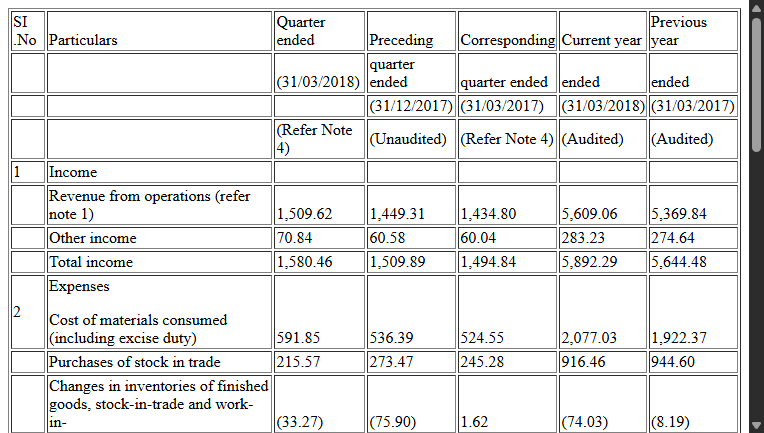 SI .No Particulars Quarter ended Preceding Corresponding Current year Previous year
(31/03/2018) quarter ended quarter ended ended ended
(31/12/2017) (31/03/2017) (31/03/2018) (31/03/2017)
(Refer Note 4) (Unaudited) (Refer Note 4) (Audited) (Audited)
1 Income
Revenue from operations (refer note 1) 1,509.62 1,449.31 1,434.80 5,609.06 5,369.84
Other income 70.84 60.58 60.04 283.23 274.64
Total income 1,580.46 1,509.89 1,494.84 5,892.29 5,644.48
2 Expenses
Cost of materials consumed (including excise duty) 591.85 536.39 524.55 2,077.03 1,922.37
Purchases of stock in trade 215.57 273.47 245.28 916.46 944.60
Changes in inventories of finished goods, stock-in-trade and work-in- (33.27) (75.90) 1.62 (74.03) (8.19)